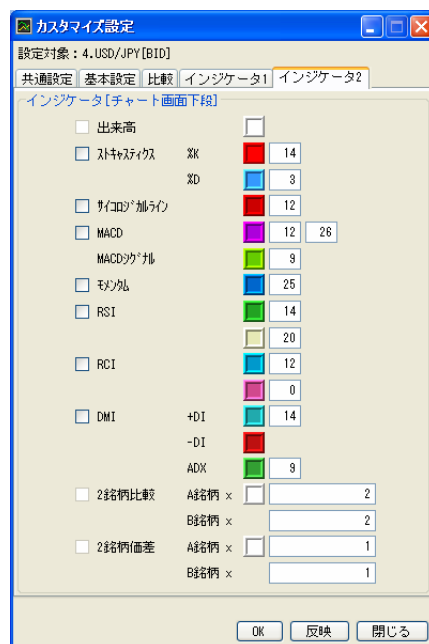 カスタマイズ設定
設定対象：4.USD/JPY[BID]
共通設定 基本設定 比較 インジケータ1 インジケータ2
インジケータ[チャート画面下段]
出来高
ｽﾄｷｬｽﾃｨｸｽ %K 14
%D 3
ｻｲｺﾛｼﾞｶﾙﾗｲﾝ 12
MACD 12 26
MACDｼｸﾞﾅﾙ 9
ﾓﾒﾝﾀﾑ 25
RSI 14
20
RCI 12
0
DMI +DI 14
-DI
ADX 9
2銘柄比較 A銘柄 x 2
B銘柄 x 2
2銘柄価差 A銘柄 x 1
B銘柄 x 1
OK 反映 閉じる